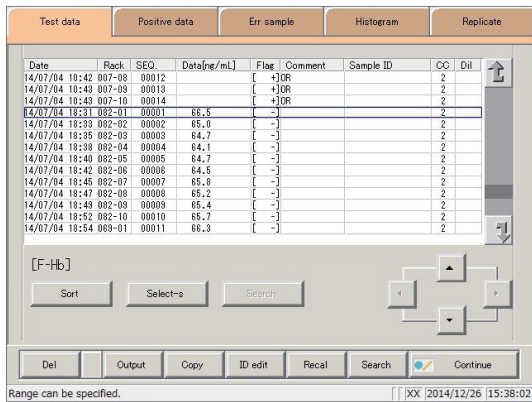 Test data Positive data Err sample Histogram Replicate
Date Rack SEQ. Data[ng/mL] Flag Comment Sample ID CC Dil
14/07/04 10:42 007-08 00012 [ +]OR 2
14/07/04 10:43 007-09 00013 [ +]OR 2
14/07/04 10:43 007-10 00014 [ +]OR 2
14/07/04 18:31 082-01 00001 66.5 [ -] 2
14/07/04 18:33 082-02 00002 65.0 [ -] 2
14/07/04 18:35 082-03 00003 64.7 [ -] 2
14/07/04 18:38 082-04 00004 64.1 [ -] 2
14/07/04 18:40 082-05 00005 64.7 [ -] 2
14/07/04 18:42 082-06 00006 64.5 [ -] 2
14/07/04 18:45 082-07 00007 65.8 [ -] 2
14/07/04 18:47 082-08 00008 65.2 [ -] 2
14/07/04 18:49 082-09 00009 65.4 [ -] 2
14/07/04 18:52 082-10 00010 65.7 [ -] 2
14/07/04 18:54 069-01 00011 66.3 [ -] 2
[F-Hb]
Sort Select-s Search
Del Output Copy ID edit Recal Search Continue
Range can be specified. XX 2014/12/26 15:38:02